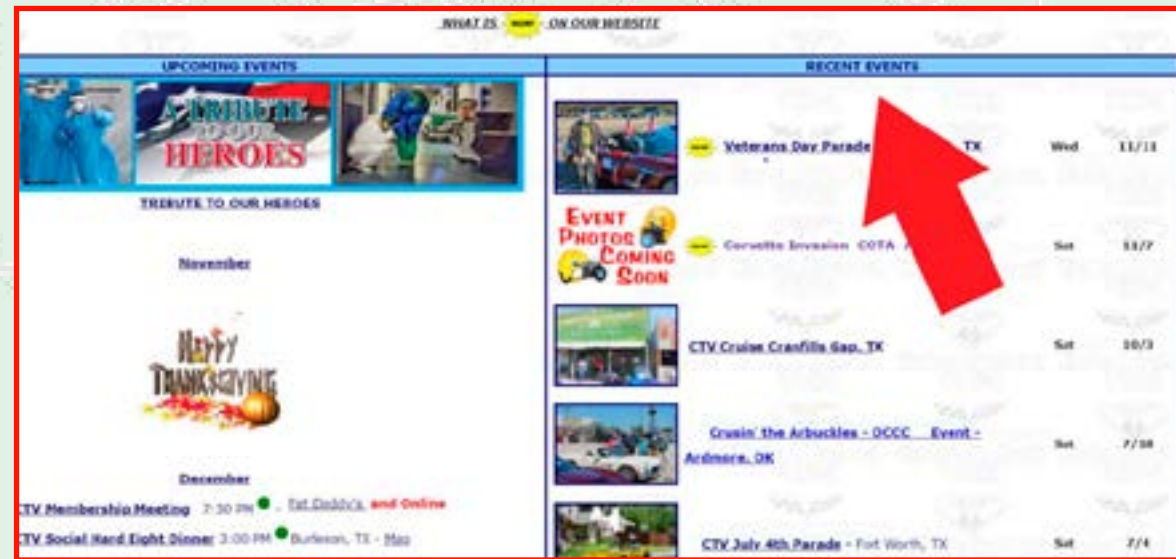 WHAT IS NEW ON OUR WEBSITE
UPCOMING EVENTS
A TRIBUTE
TO OUR
HEROES
TRIBUTE TO OUR HEROES
November
HAPPY
THANKSGIVING
December
CTV Membership Meeting 7:30 PM - Fat Daddy's, and Online
CTV Social Hard Eight Dinner 3:00 PM Burleson, TX - Map
RECENT EVENTS
Veterans Day Parade TX Wed 11/11
EVENT
PHOTOS
COMING
SOON
Corvette Invasion COTA Sat 11/7
CTV Cruise Cranfills Gap, TX Sat 10/3
Crusin' the Arbuckles - OCCC Event -
Ardmore, OK Sat 7/18
CTV July 4th Parade - Fort Worth, TX Sat 7/4